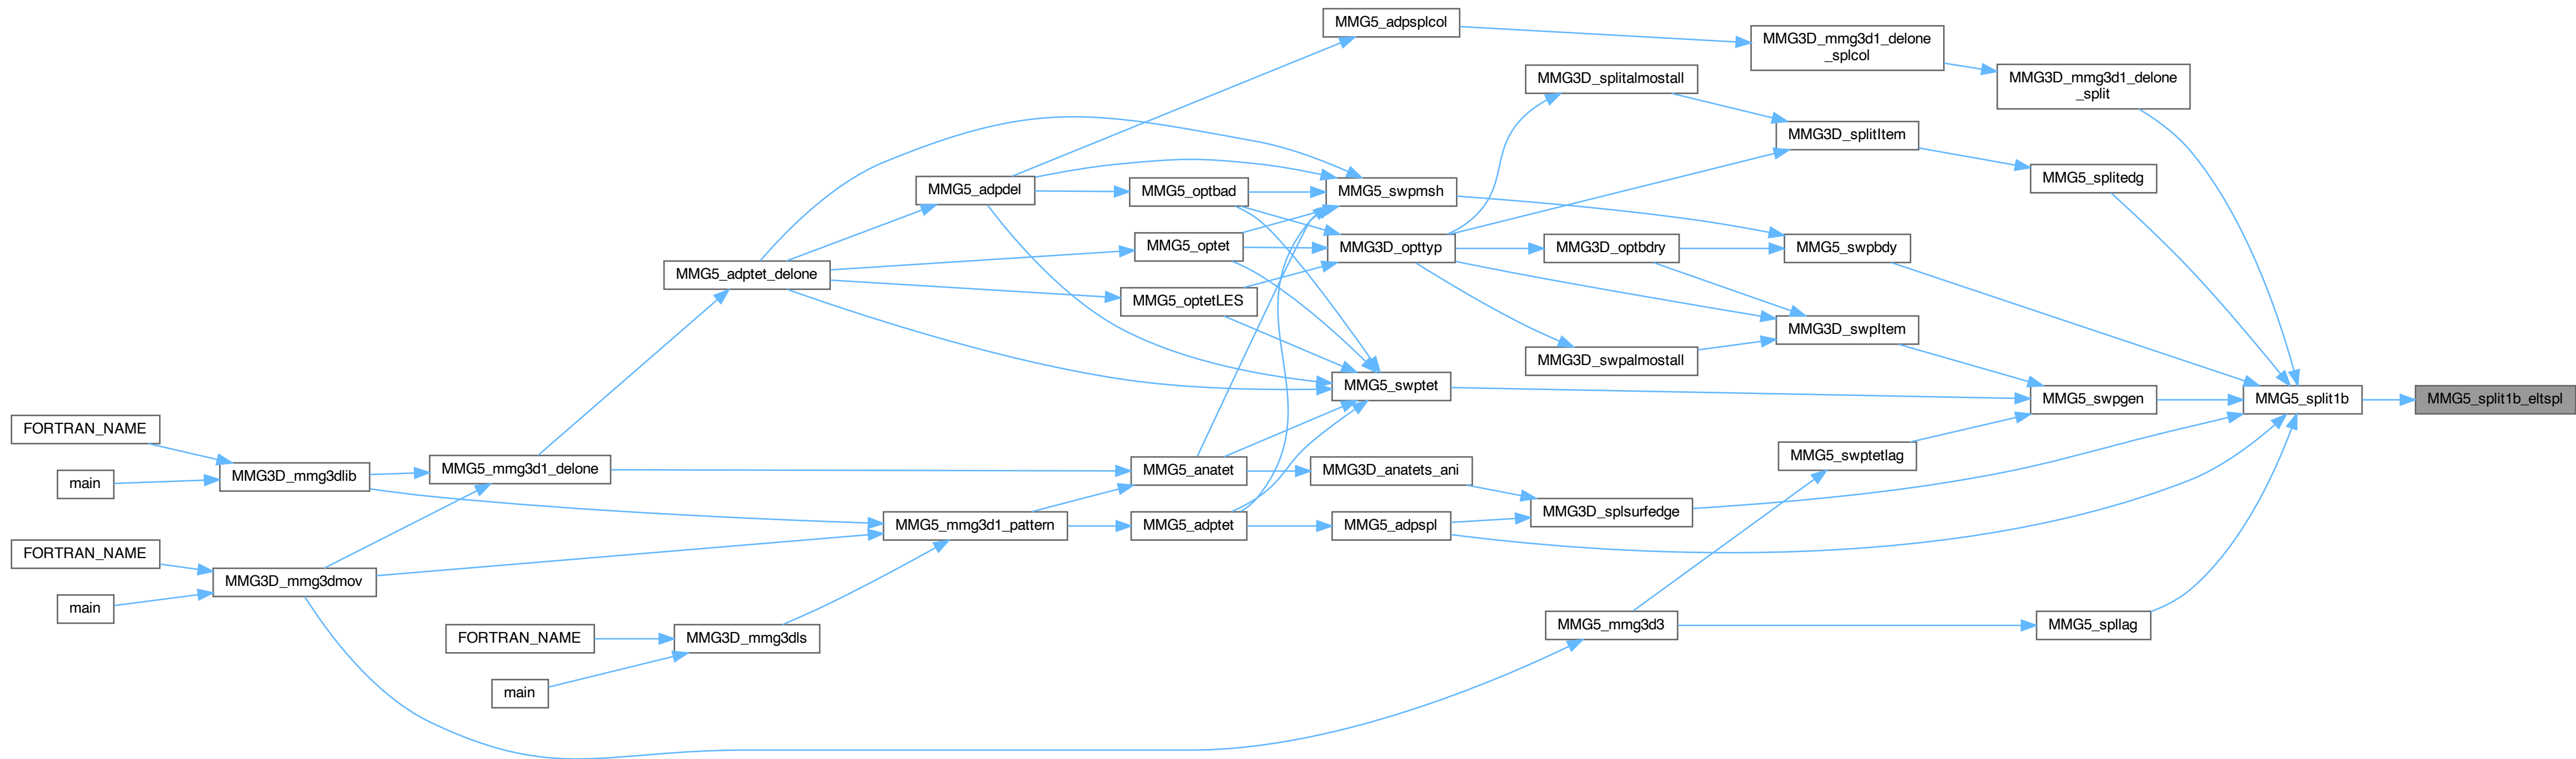 MMG5_adpsplcol
MMG3D_mmg3d1_delone
_splcol
MMG3D_splitalmostall
MMG3D_mmg3d1_delone
_split
MMG3D_splitItem
MMG5_splitedg
MMG5_adpdel
MMG5_optbad
MMG5_swpmsh
MMG5_optet
MMG3D_opttyp
MMG3D_optbdry
MMG5_swpbdy
MMG5_adptet_delone
MMG5_optetLES
MMG3D_swpItem
MMG3D_swpalmostall
MMG5_swptet
MMG5_swpgen
MMG5_split1b
MMG5_split1b_eltspl
FORTRAN_NAME
main
MMG3D_mmg3dlib
MMG5_mmg3d1_delone
MMG5_anatet
MMG3D_anatets_ani
MMG5_swptetlag
MMG5_mmg3d1_pattern
MMG5_adptet
MMG5_adpspl
MMG3D_splsurfedge
FORTRAN_NAME
main
MMG3D_mmg3dmov
FORTRAN_NAME
MMG3D_mmg3dls
MMG5_mmg3d3
MMG5_spllag
main